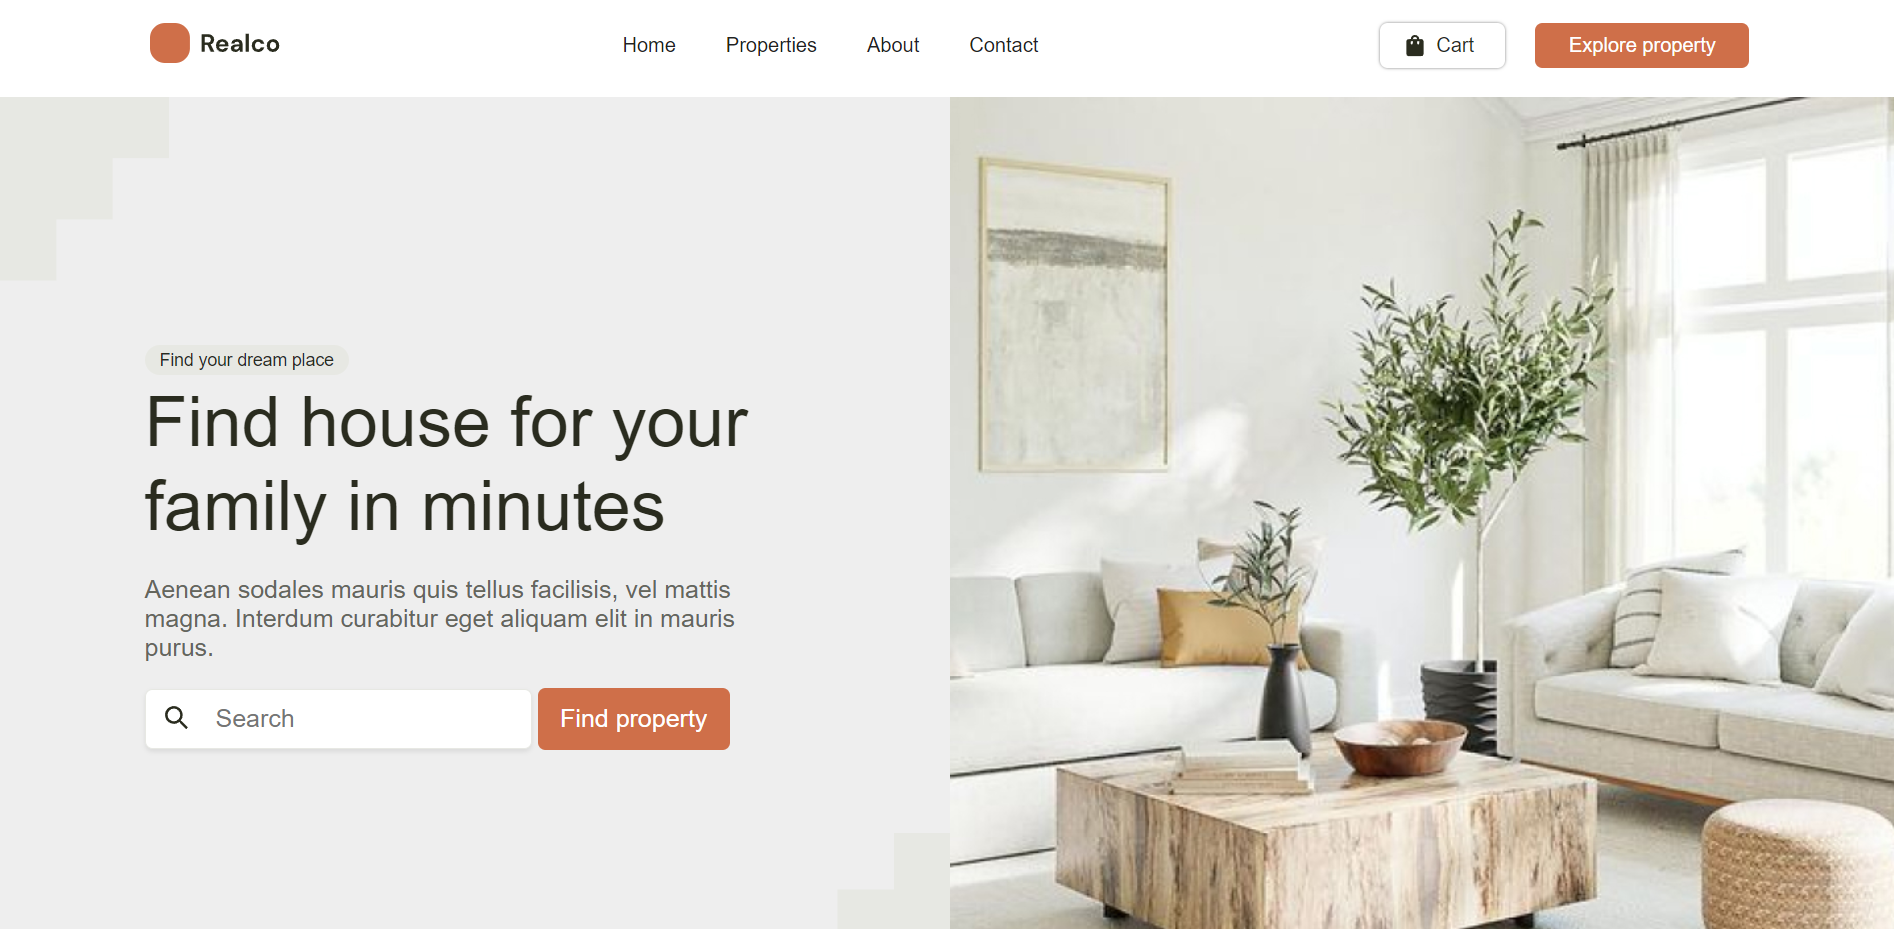 Realco
Home
Properties
About
Contact
Cart
Explore property
Find your dream place
Find house for your
family in minutes
Aenean sodales mauris quis tellus facilisis, vel mattis
magna. Interdum curabitur eget aliquam elit in mauris
purus.
Search
Find property